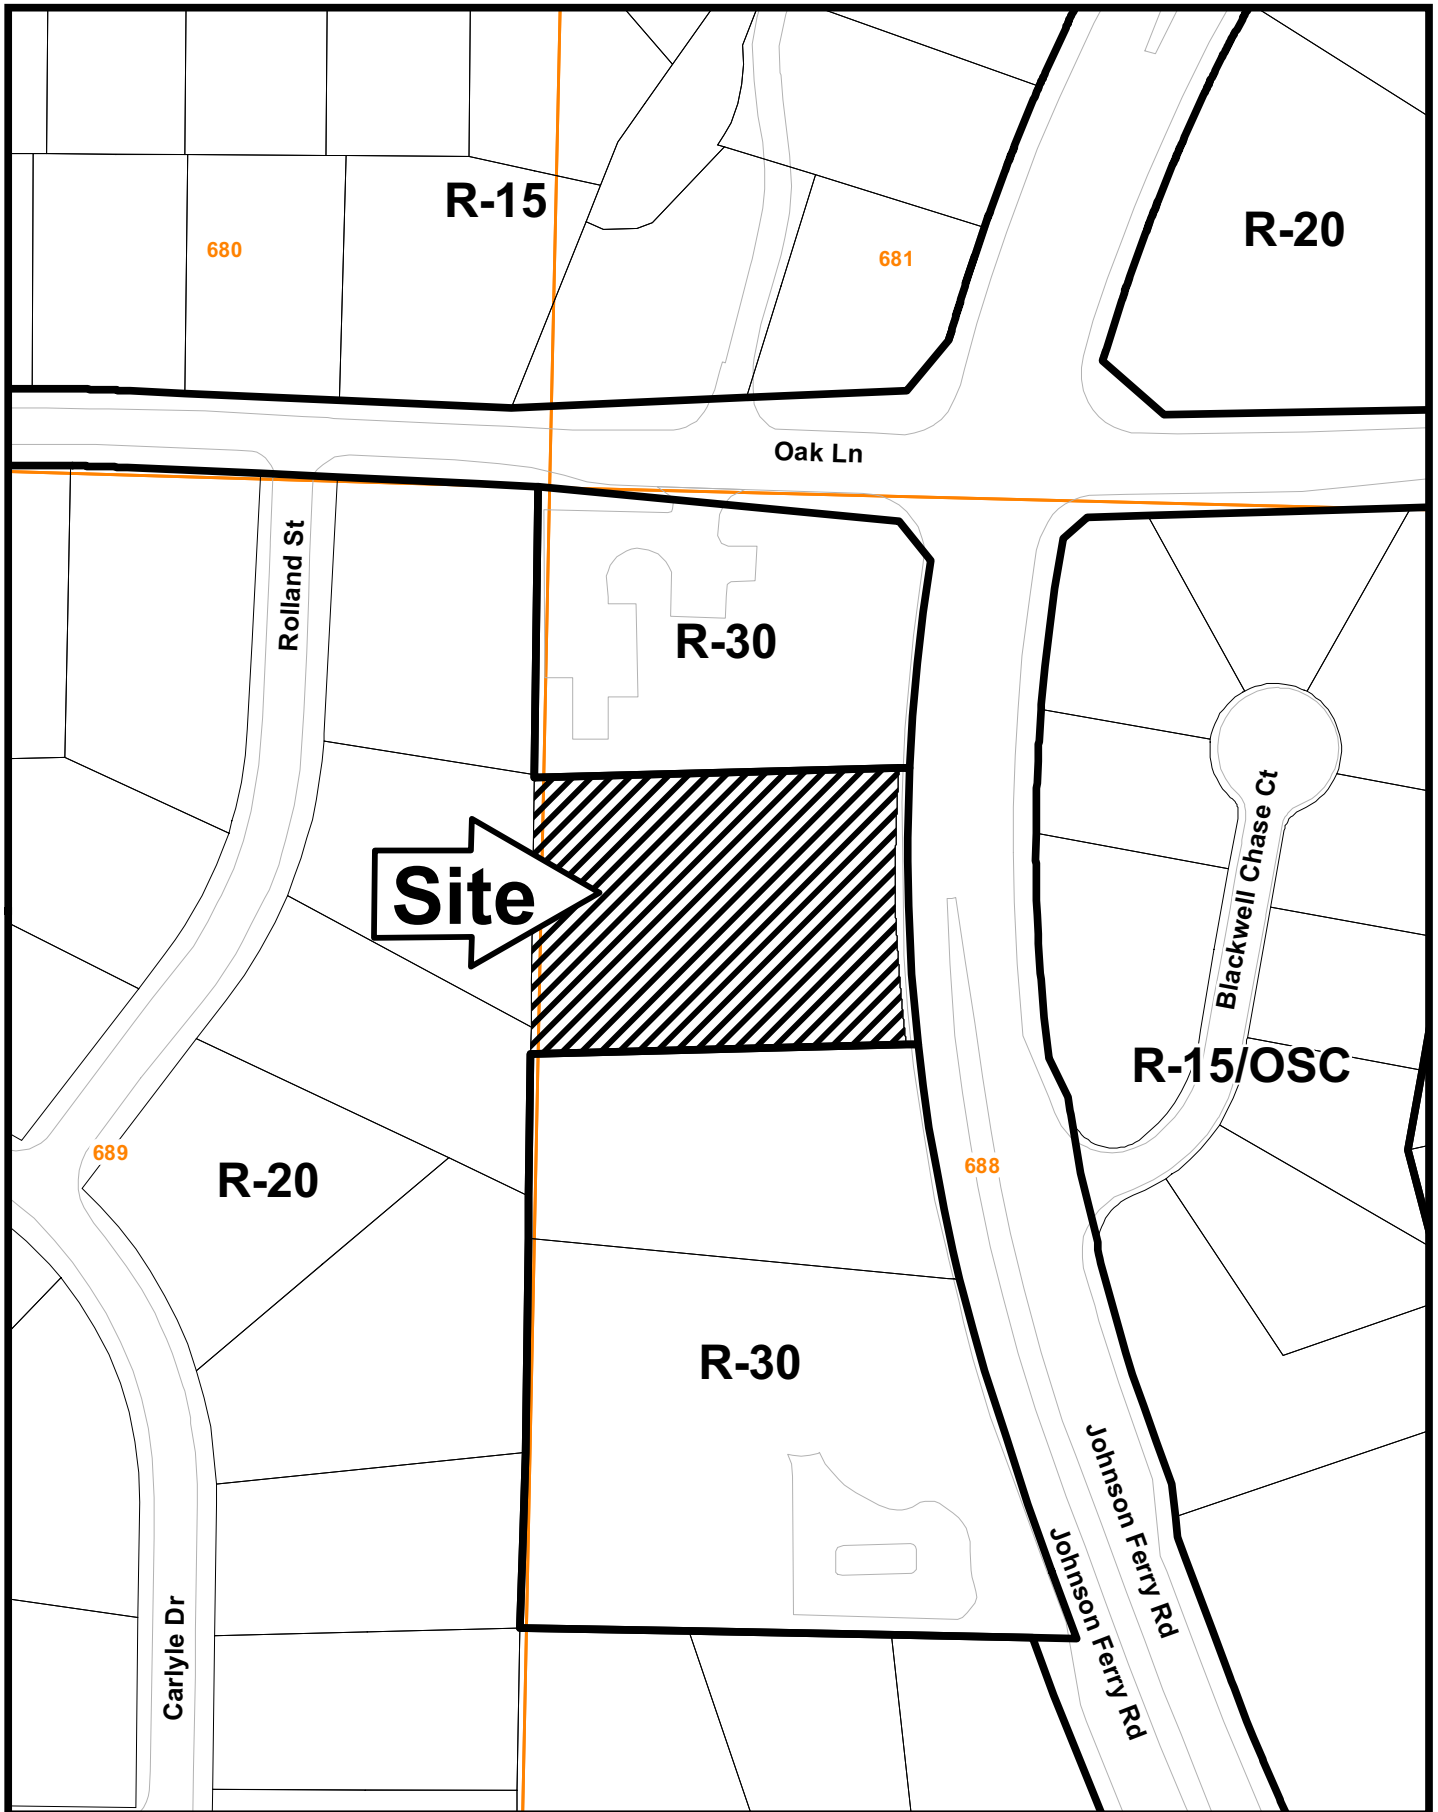 R-15
R-20
680
681
Oak Ln
Rolland St
R-30
Blackwell Chase Ct
Site
R-15/OSC
689
688
R-20
R-30
Johnson Ferry Rd
Johnson Ferry Rd
Carlyle Dr